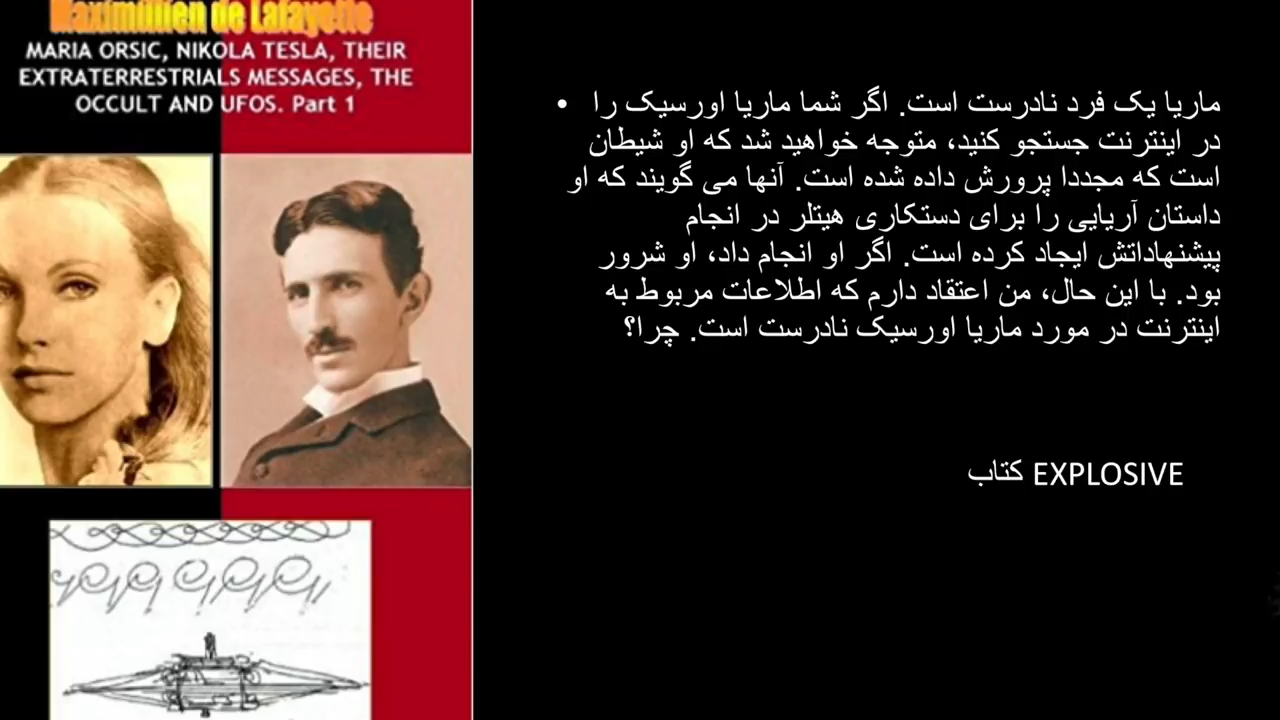 Maximillien de Lafayette
MARIA ORSIC, NIKOLA TESLA, THEIR
EXTRATERRESTRIALS MESSAGES, THE
OCCULT AND UFOS. Part 1
• ماریا یک فرد نادرست است. اگر شما ماریا اورسیک را
در اینترنت جستجو کنید، متوجه خواهید شد که او شیطان
است که مجددا پرورش داده شده است. آنها می گویند که او
داستان آریایی را برای دستکاری هیتلر در انجام
پیشنهاداتش ایجاد کرده است. اگر او انجام داد، او شرور
بود. با این حال، من اعتقاد دارم که اطلاعات مربوط به
اینترنت در مورد ماریا اورسیک نادرست است. چرا؟
کتاب EXPLOSIVE